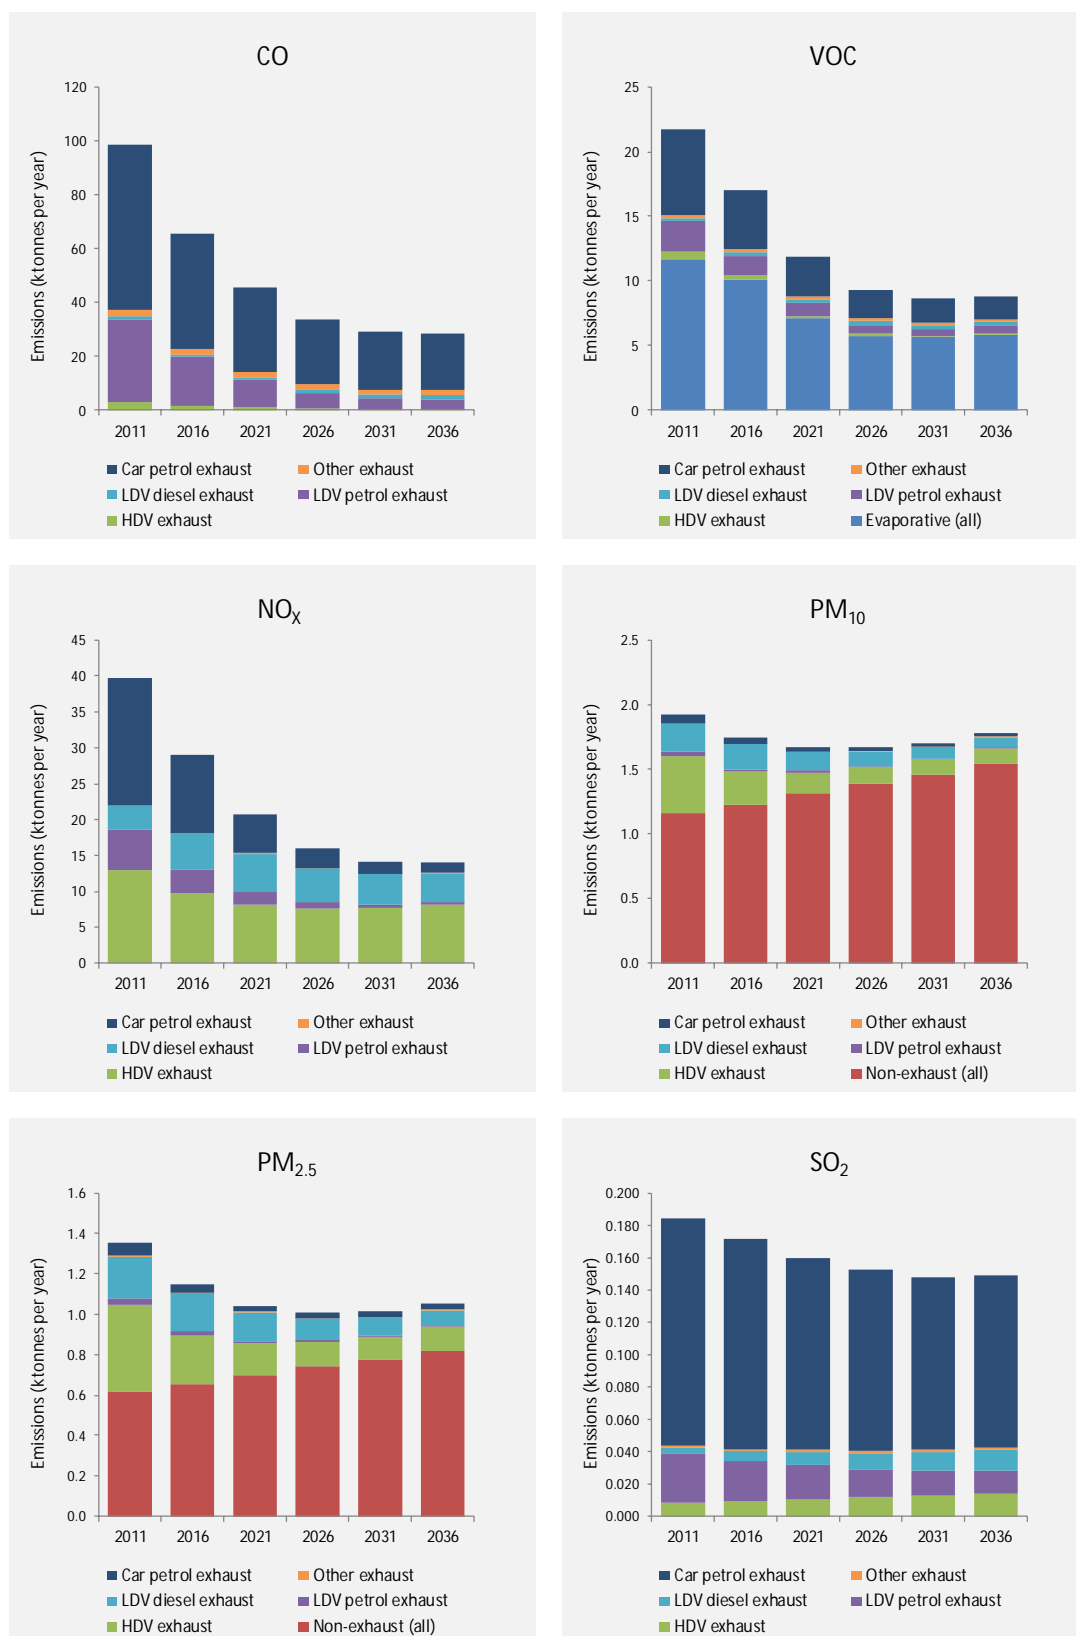 CO
Emissions (ktonnes per year)
120
100
80
60
40
20
0
2011 2016 2021 2026 2031 2036
Car petrol exhaust Other exhaust
LDV diesel exhaust LDV petrol exhaust
HDV exhaust
VOC
Emissions (ktonnes per year)
25
20
15
10
5
0
2011 2016 2021 2026 2031 2036
Car petrol exhaust Other exhaust
LDV diesel exhaust LDV petrol exhaust
HDV exhaust Evaporative (all)
NOX
Emissions (ktonnes per year)
45
40
35
30
25
20
15
10
5
0
2011 2016 2021 2026 2031 2036
Car petrol exhaust Other exhaust
LDV diesel exhaust LDV petrol exhaust
HDV exhaust
PM10
Emissions (ktonnes per year)
2.5
2.0
1.5
1.0
0.5
0.0
2011 2016 2021 2026 2031 2036
Car petrol exhaust Other exhaust
LDV diesel exhaust LDV petrol exhaust
HDV exhaust Non-exhaust (all)
PM2.5
Emissions (ktonnes per year)
1.6
1.4
1.2
1.0
0.8
0.6
0.4
0.2
0.0
2011 2016 2021 2026 2031 2036
Car petrol exhaust Other exhaust
LDV diesel exhaust LDV petrol exhaust
HDV exhaust Non-exhaust (all)
SO2
Emissions (ktonnes per year)
0.200
0.180
0.160
0.140
0.120
0.100
0.080
0.060
0.040
0.020
0.000
2011 2016 2021 2026 2031 2036
Car petrol exhaust Other exhaust
LDV diesel exhaust LDV petrol exhaust
HDV exhaust